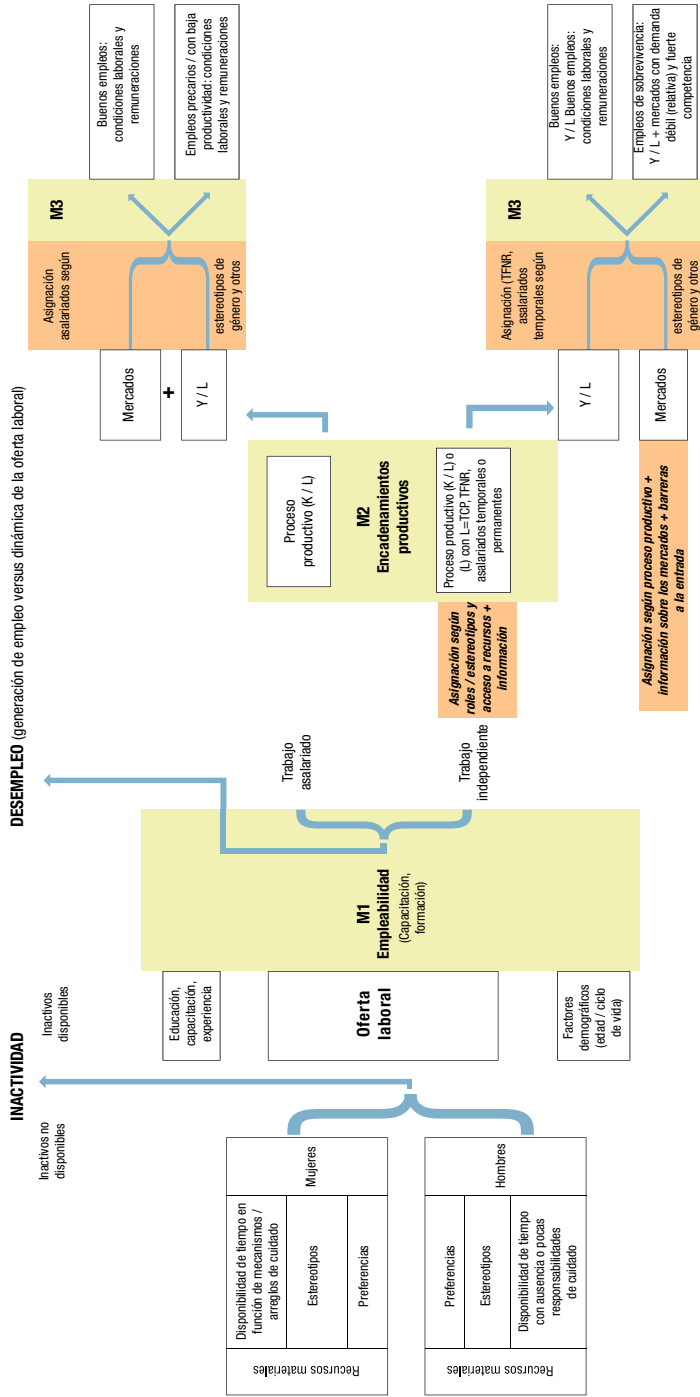 DESEMPLEO (generación de empleo versus dinámica de la oferta laboral)
INACTIVIDAD
Inactivos no
disponibles
Inactivos
disponibles
Recursos materiales
Disponibilidad de tiempo en
función de mecanismos /
arreglos de cuidado
Estereotipos
Preferencias
Mujeres
Recursos materiales
Preferencias
Estereotipos
Disponibilidad de tiempo
con ausencia o pocas
responsabilidades
de cuidado
Hombres
Educación,
capacitación,
experiencia
Oferta
laboral
Factores
demográficos
(edad / ciclo
de vida)
M1
Empleabilidad
(Capacitación,
formación)
Trabajo
asalariado
Trabajo
independiente
Asignación según
roles / estereotipos y
acceso a recursos +
información
Proceso
productivo (K / L)
M2
Encadenamientos
productivos
Proceso productivo (K / L) o
(L) con L=TCP, TFNR,
asalariados temporales o
permanentes
Mercados
+
Y / L
Asignación
asalariados según
estereotipos de
género y otros
M3
Buenos empleos:
condiciones laborales y
remuneraciones
Empleos precarios / con baja
productividad: condiciones
laborales y remuneraciones
Asignación según proceso productivo +
información sobre los mercados + barreras
a la entrada
Y / L
Mercados
Asignación (TFNR,
asalariados
temporales según
estereotipos de
género y otros
M3
Buenos empleos:
Y / L Buenos empleos:
condiciones laborales y
remuneraciones
Empleos de sobrevivencia:
Y / L + mercados con demanda
débil (relativa) y fuerte
competencia